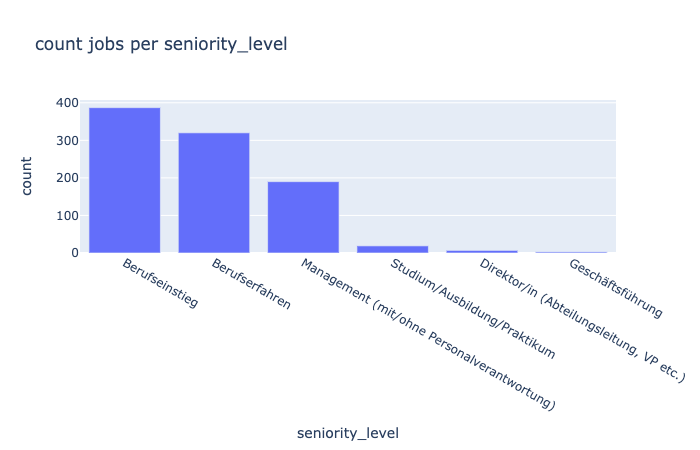 count jobs per seniority_level
400
300
200
100
0
count
Berufseinstieg
Berufserfahren
Management (mit/ohne Personalverantwortung)
Studium/Ausbildung/Praktikum
Direktor/in (Abteilungsleitung, VP etc.)
Geschäftsführung
seniority_level